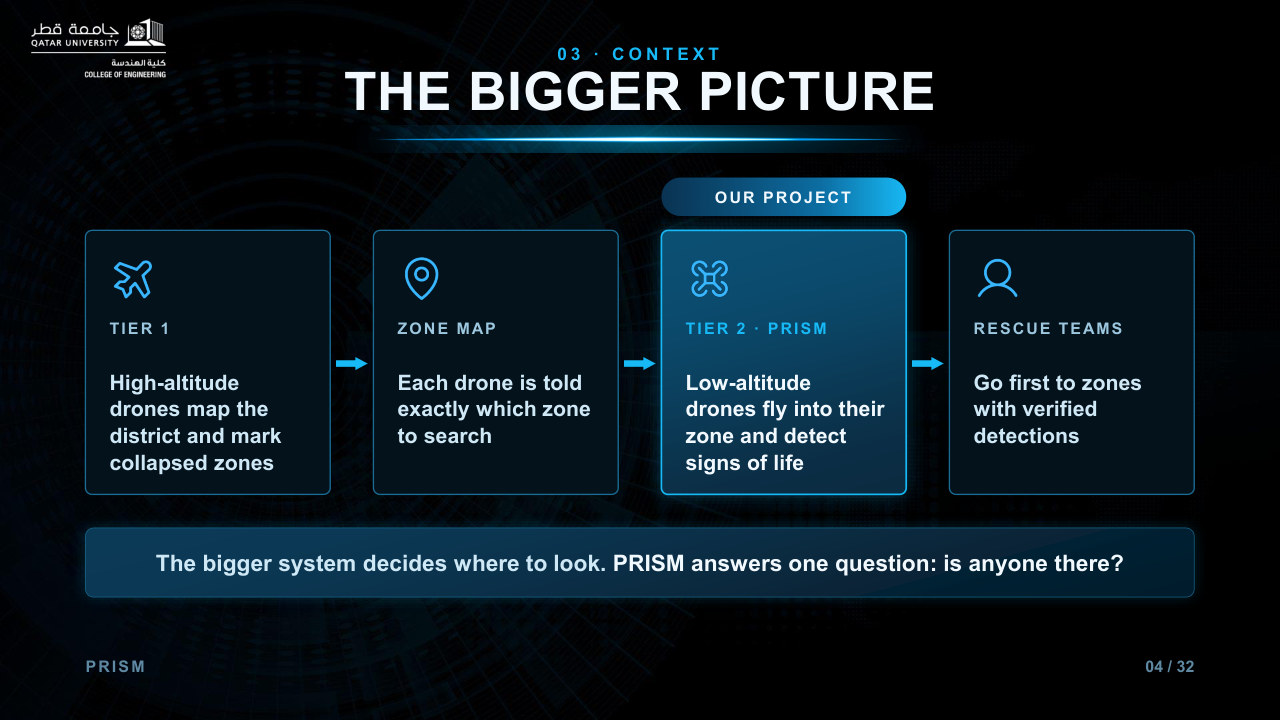 جامعة قطر
QATAR UNIVERSITY
كلية الهندسة
COLLEGE OF ENGINEERING
03 · CONTEXT
THE BIGGER PICTURE
OUR PROJECT
TIER 1
High-altitude
drones map the
district and mark
collapsed zones
ZONE MAP
Each drone is told
exactly which zone
to search
TIER 2 · PRISM
Low-altitude
drones fly into their
zone and detect
signs of life
RESCUE TEAMS
Go first to zones
with verified
detections
The bigger system decides where to look. PRISM answers one question: is anyone there?
PRISM
04 / 32